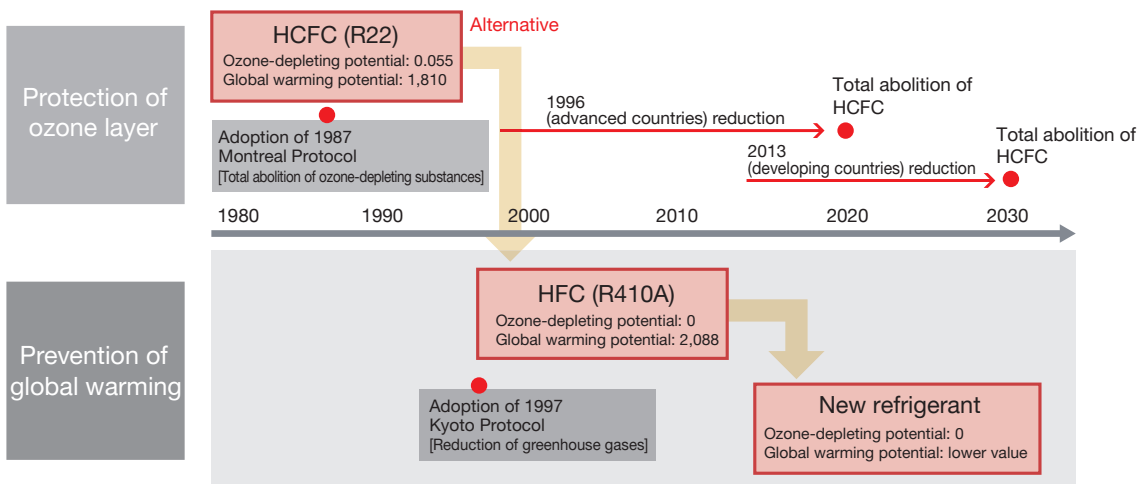 Protection of
ozone layer
HCFC (R22)
Ozone-depleting potential: 0.055
Global warming potential: 1,810
Alternative
Adoption of 1987
Montreal Protocol
[Total abolition of ozone-depleting substances]
1996
(advanced countries) reduction
Total abolition of
HCFC
2013
(developing countries) reduction
Total abolition of
HCFC
1980
1990
2000
2010
2020
2030
Prevention of
global warming
HFC (R410A)
Ozone-depleting potential: 0
Global warming potential: 2,088
Adoption of 1997
Kyoto Protocol
[Reduction of greenhouse gases]
New refrigerant
Ozone-depleting potential: 0
Global warming potential: lower value